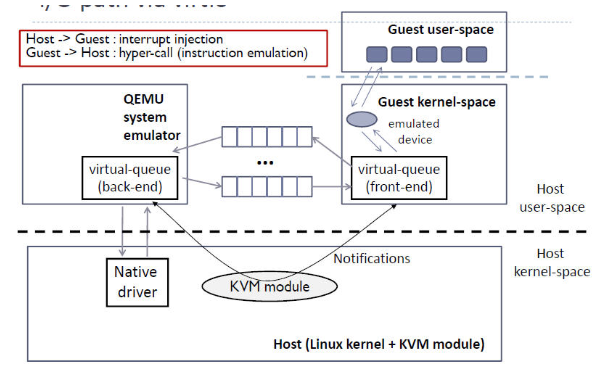 I/O path via virtio
Host -> Guest : interrupt injection
Guest -> Host : hyper-call (instruction emulation)
Guest user-space
QEMU
system
emulator
Guest kernel-space
emulated
device
...
virtual-queue
(back-end)
virtual-queue
(front-end)
Host
user-space
Host
kernel-space
Notifications
Native
driver
KVM module
Host (Linux kernel + KVM module)